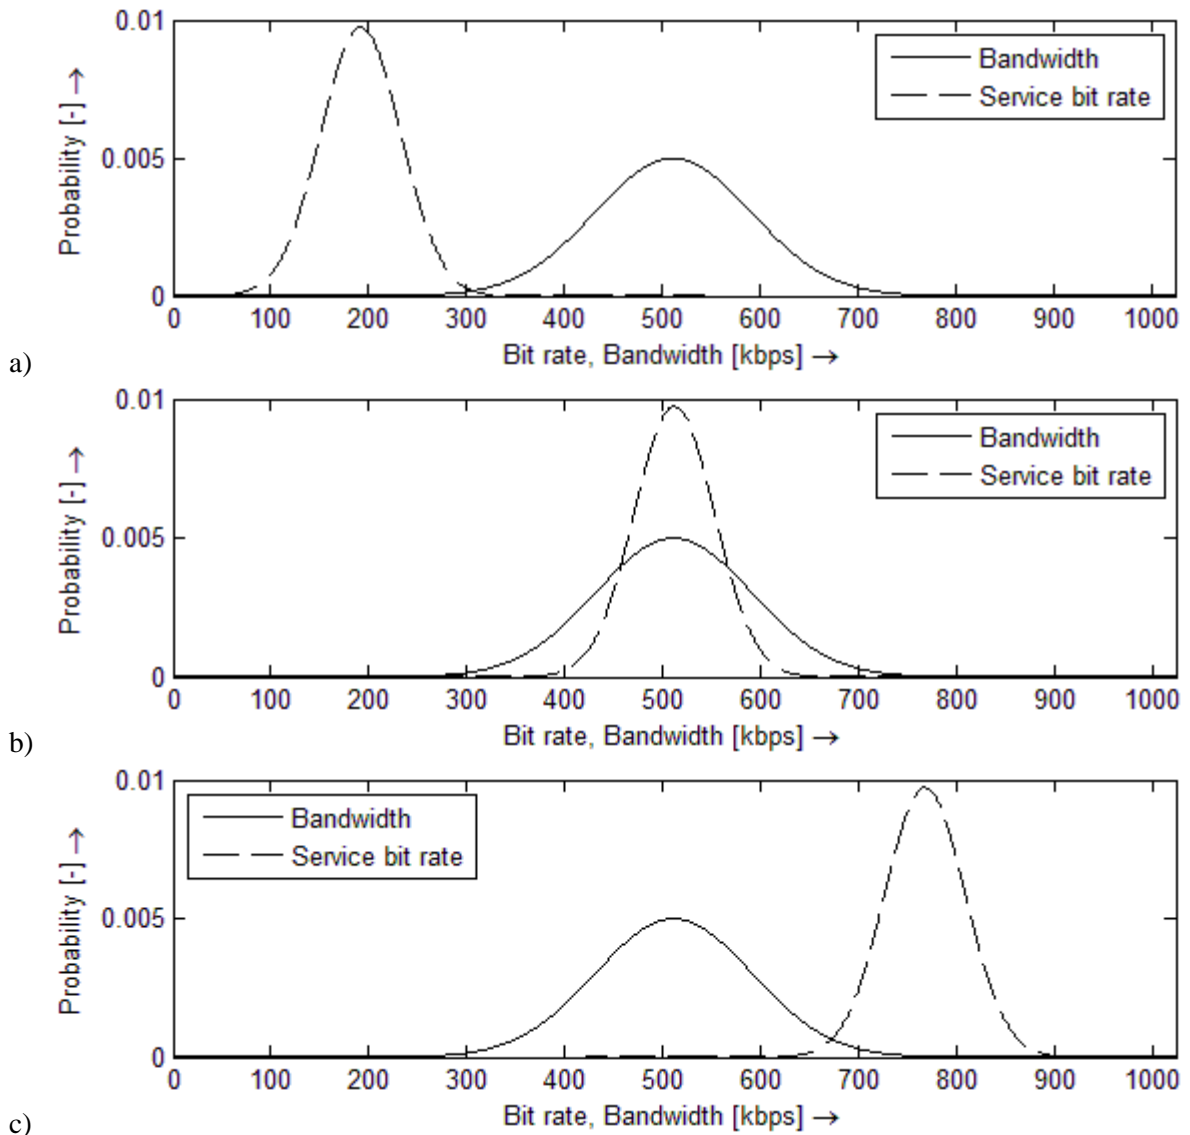 0.01
Bandwidth
Service bit rate
Probability [-] →
0.005
0
0 100 200 300 400 500 600 700 800 900 1000
Bit rate, Bandwidth [kbps] →
a)
0.01
Bandwidth
Service bit rate
Probability [-] →
0.005
0
0 100 200 300 400 500 600 700 800 900 1000
Bit rate, Bandwidth [kbps] →
b)
0.01
Bandwidth
Service bit rate
Probability [-] →
0.005
0
0 100 200 300 400 500 600 700 800 900 1000
Bit rate, Bandwidth [kbps] →
c)